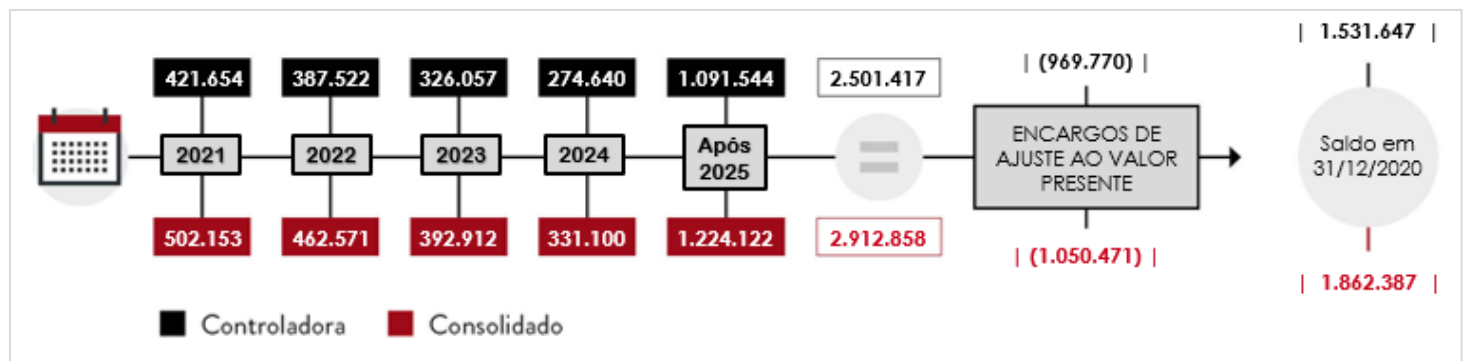 | 1.531.647 |
421.654 387.522 326.057 274.640 1.091.544 2.501.417 | (969.770) |
2021 2022 2023 2024 Após
2025
ENCARGOS DE
AJUSTE AO VALOR
PRESENTE
Saldo em
31/12/2020
502.153 462.571 392.912 331.100 1.224.122 2.912.858 | (1.050.471) |
| 1.862.387 |
Controladora Consolidado